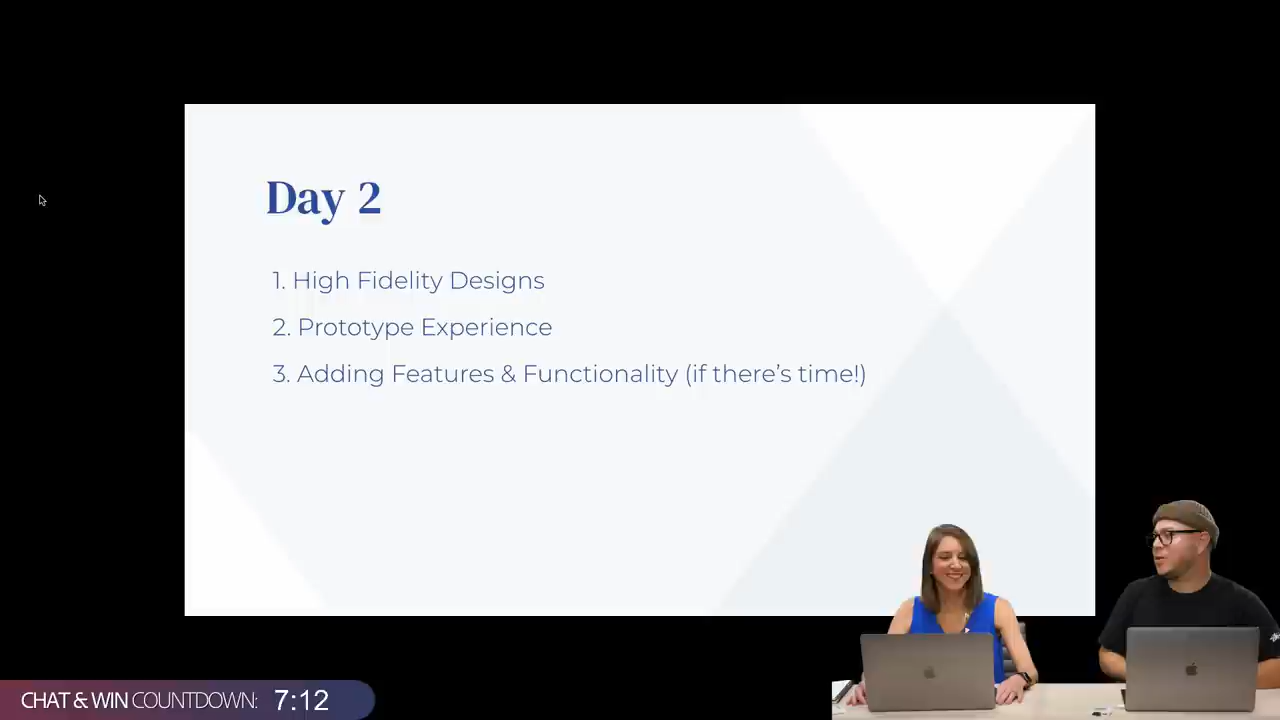 Day 2
1. High Fidelity Designs
2. Prototype Experience
3. Adding Features & Functionality (if there's time!)
CHAT & WIN COUNTDOWN: 7:12